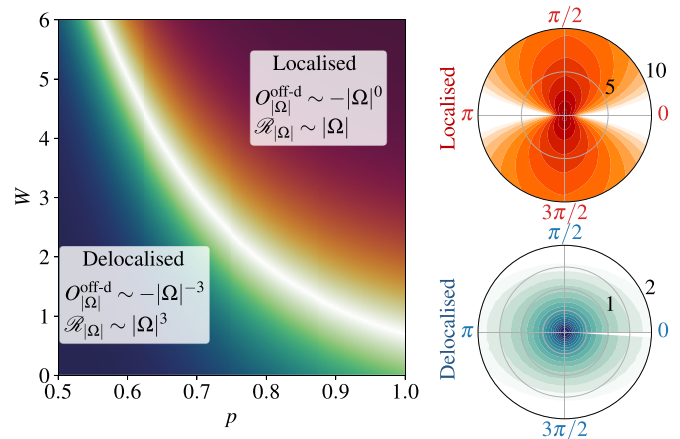 6
5
4
3
2
1
0
W
0.5
0.6
0.7
0.8
0.9
1.0
p
Localised
O^{off-d}_{|Ω|} ∼ −|Ω|^0
ℛ_{|Ω|} ∼ |Ω|
Delocalised
O^{off-d}_{|Ω|} ∼ −|Ω|^{−3}
ℛ_{|Ω|} ∼ |Ω|^3
Localised
π/2
π
0
3π/2
5
10
Delocalised
π/2
π
0
3π/2
1
2